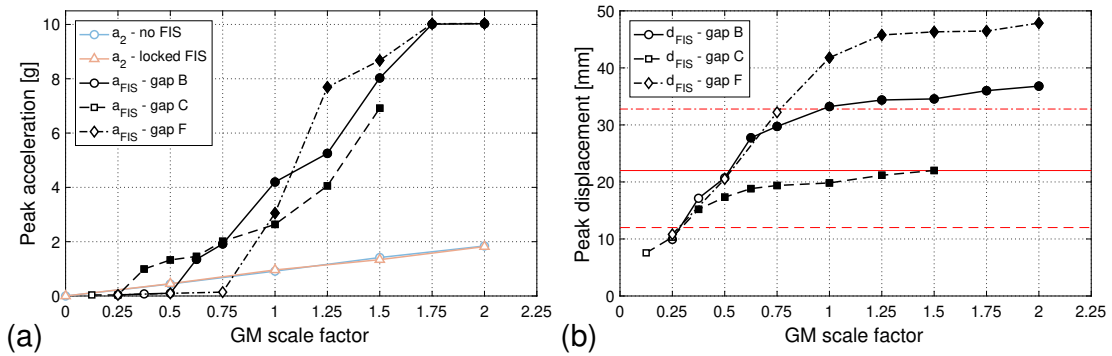 10
8
6
4
2
0
Peak acceleration [g]
a2 - no FIS
a2 - locked FIS
aFIS - gap B
aFIS - gap C
aFIS - gap F
0 0.25 0.5 0.75 1 1.25 1.5 1.75 2 2.25
GM scale factor
(a)
50
40
30
20
10
0
Peak displacement [mm]
dFIS - gap B
dFIS - gap C
dFIS - gap F
0 0.25 0.5 0.75 1 1.25 1.5 1.75 2 2.25
GM scale factor
(b)